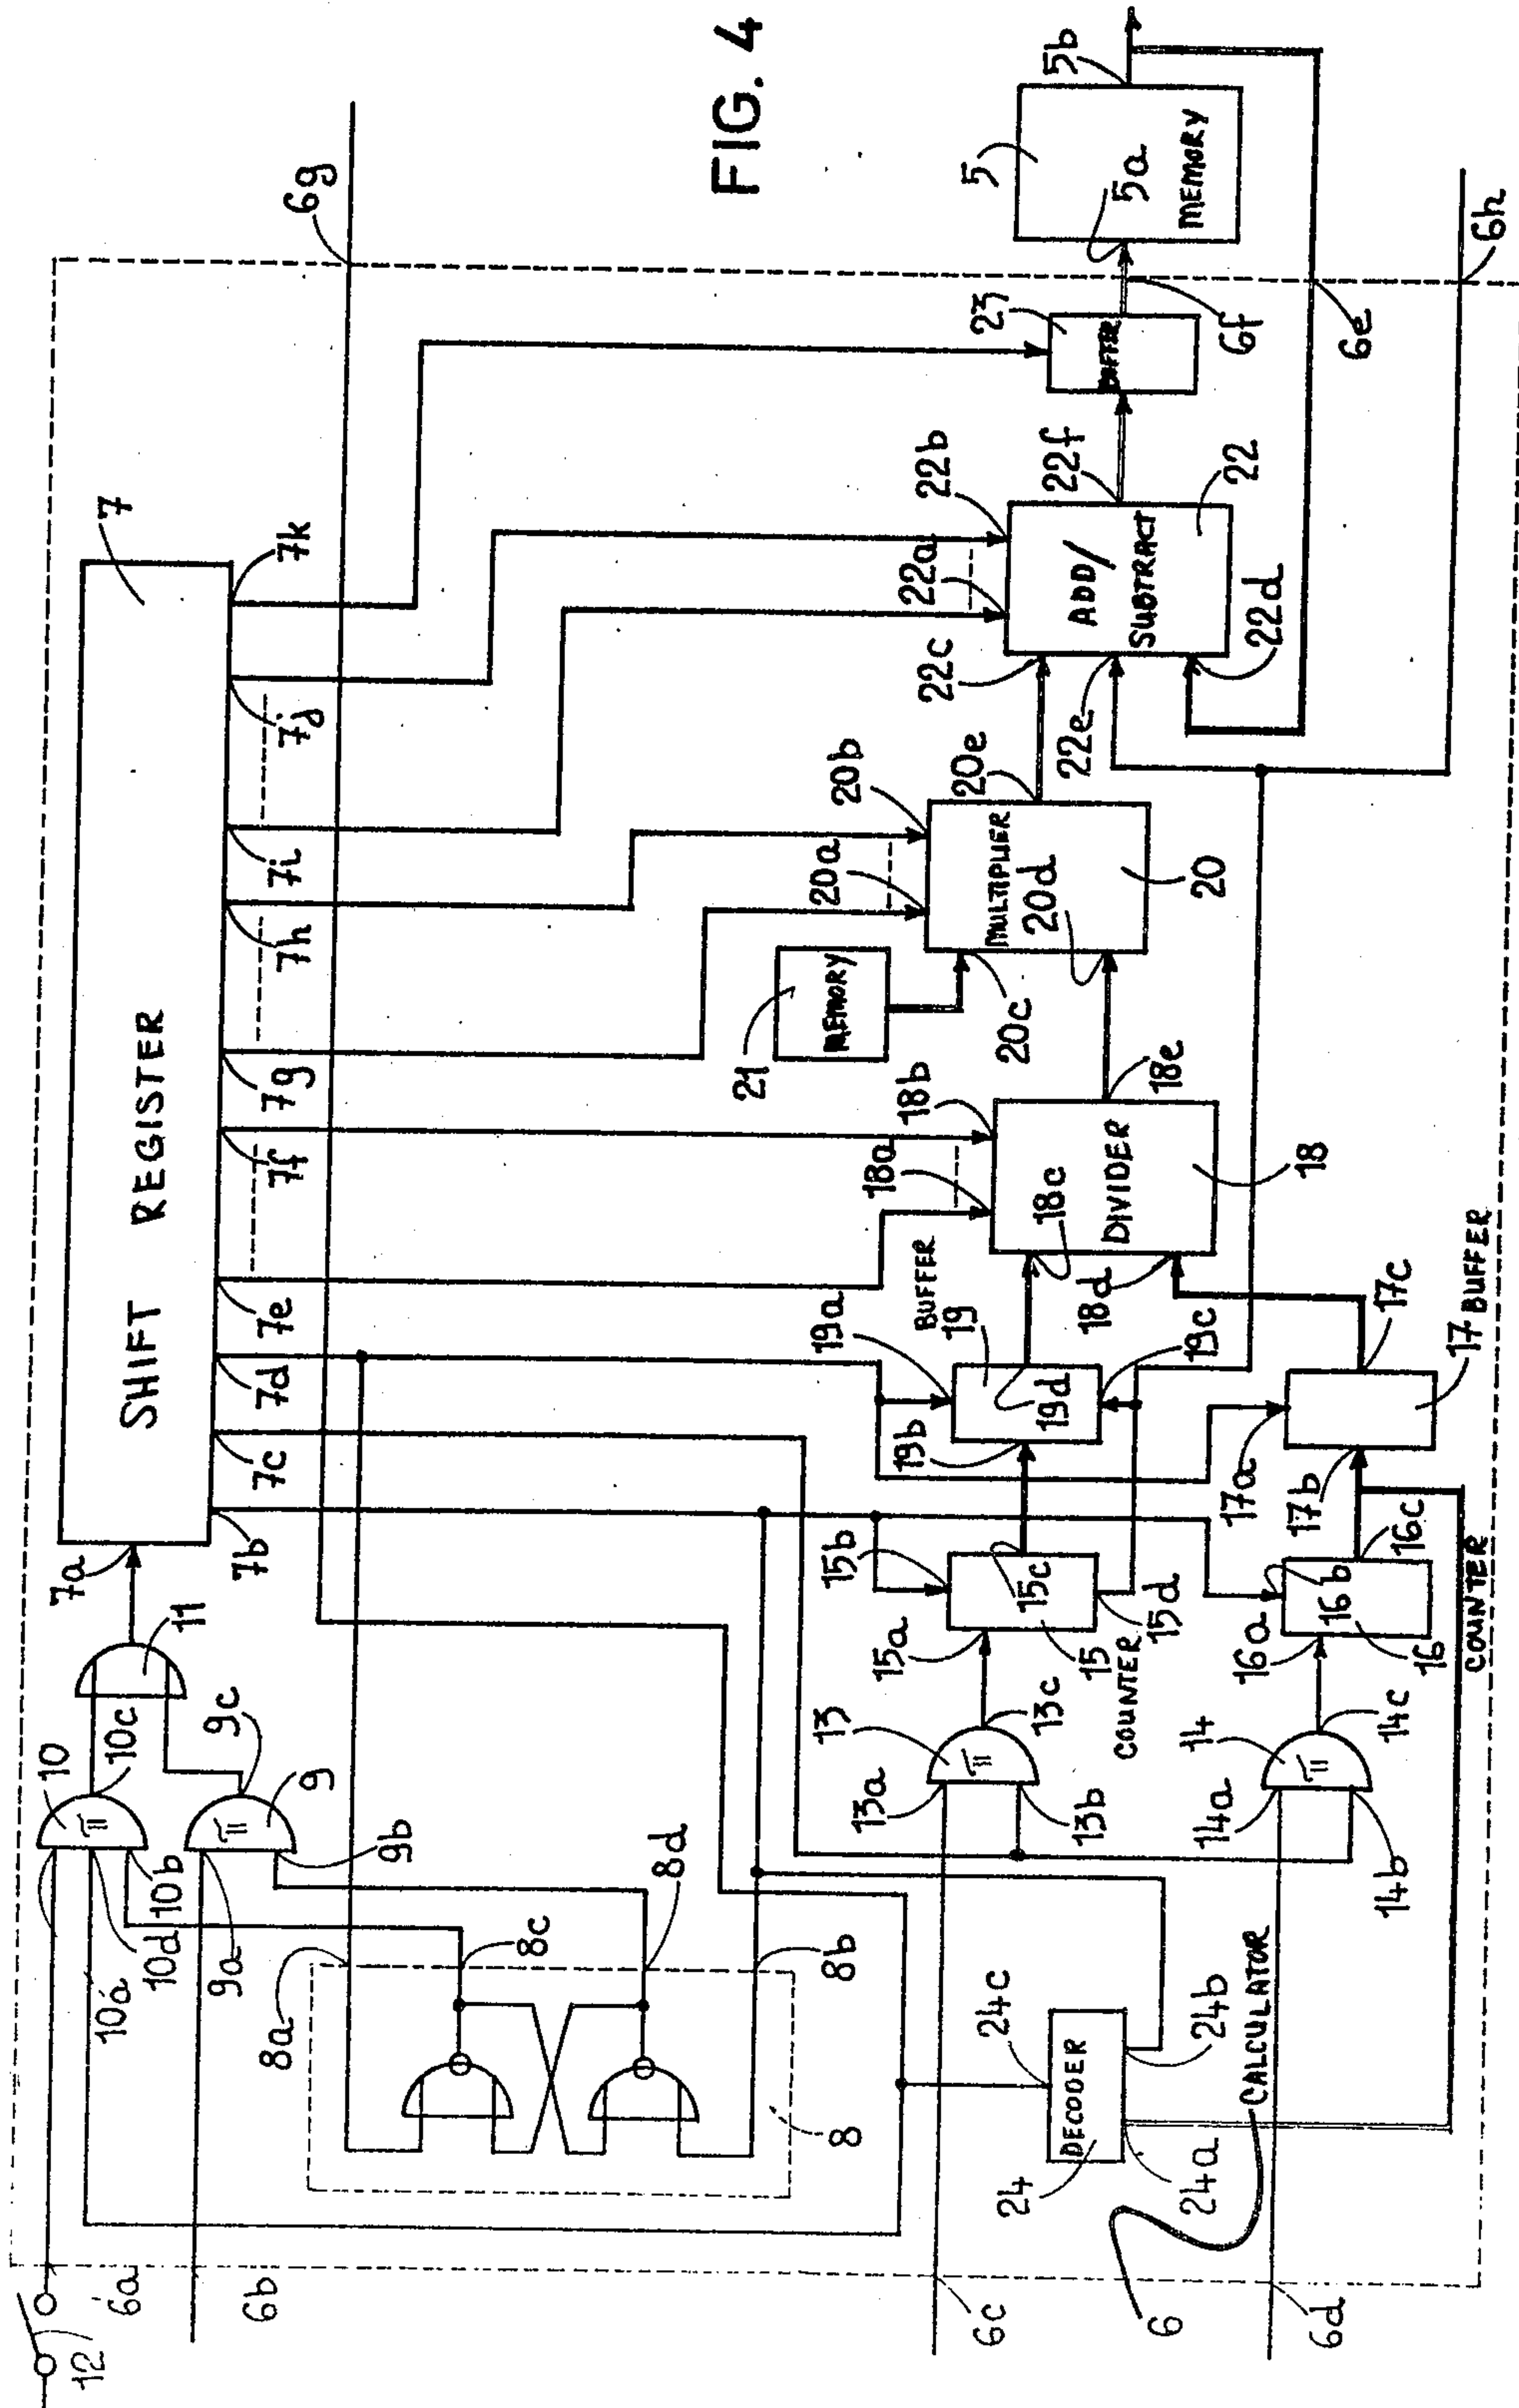 FIG. 4
12
6a
6b
6c
6
CALCULATOR
6d
10
10a
10d
10b
10c
9
9a
9b
9c
11
7a
SHIFT REGISTER
7
7b
7c
7d
7e
7f
7g
7h
7i
7j
7k
6g
8a
8c
8d
8b
8
DECODER
24
24a
24b
24c
13
13a
13b
13c
14
14a
14b
14c
15a
15b
15c
15
15d
COUNTER
16a
16b
16
16c
COUNTER
BUFFER
19
19a
19b
19d
19c
17a
17b
17c
17 BUFFER
18a
18b
18c
18d
DIVIDER
18
18e
21
MEMORY
20a
20b
20c
MULTIPLIER
20d
20
20e
22a
22b
22c
22e
22d
ADD/
SUBTRACT
22
22f
23
BUFFER
6f
6e
6h
5
5a
MEMORY
5b